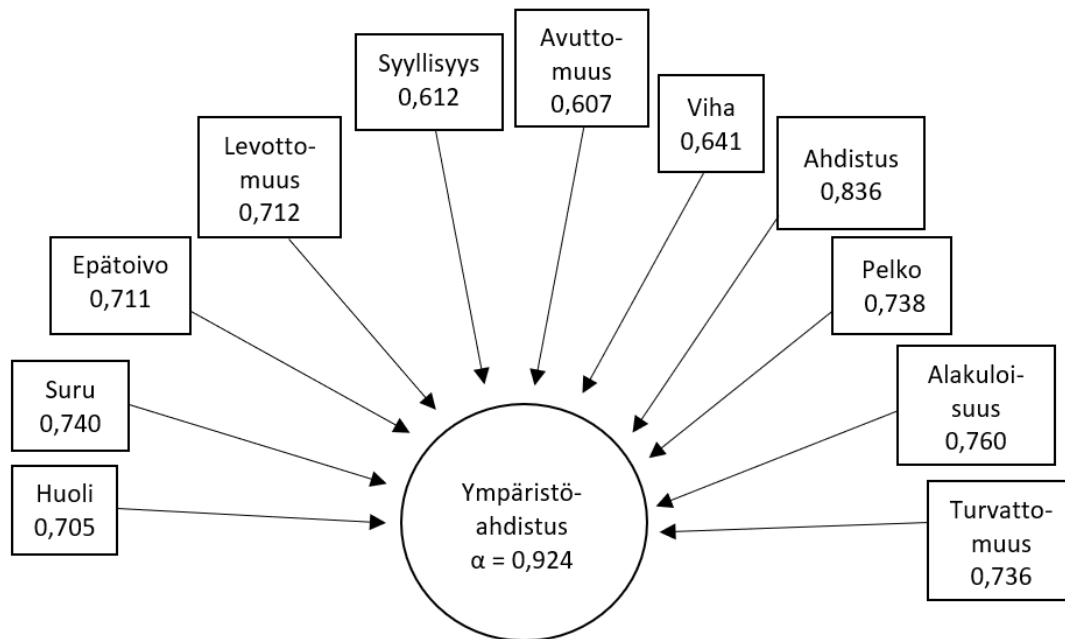 Syyllisyys
0,612
Avutto-
muus
0,607
Viha
0,641
Ahdistus
0,836
Levotto-
muus
0,712
Epätoivo
0,711
Pelko
0,738
Suru
0,740
Alakuloi-
suus
0,760
Huoli
0,705
Ympäristö-
ahdistus
α = 0,924
Turvatto-
muus
0,736